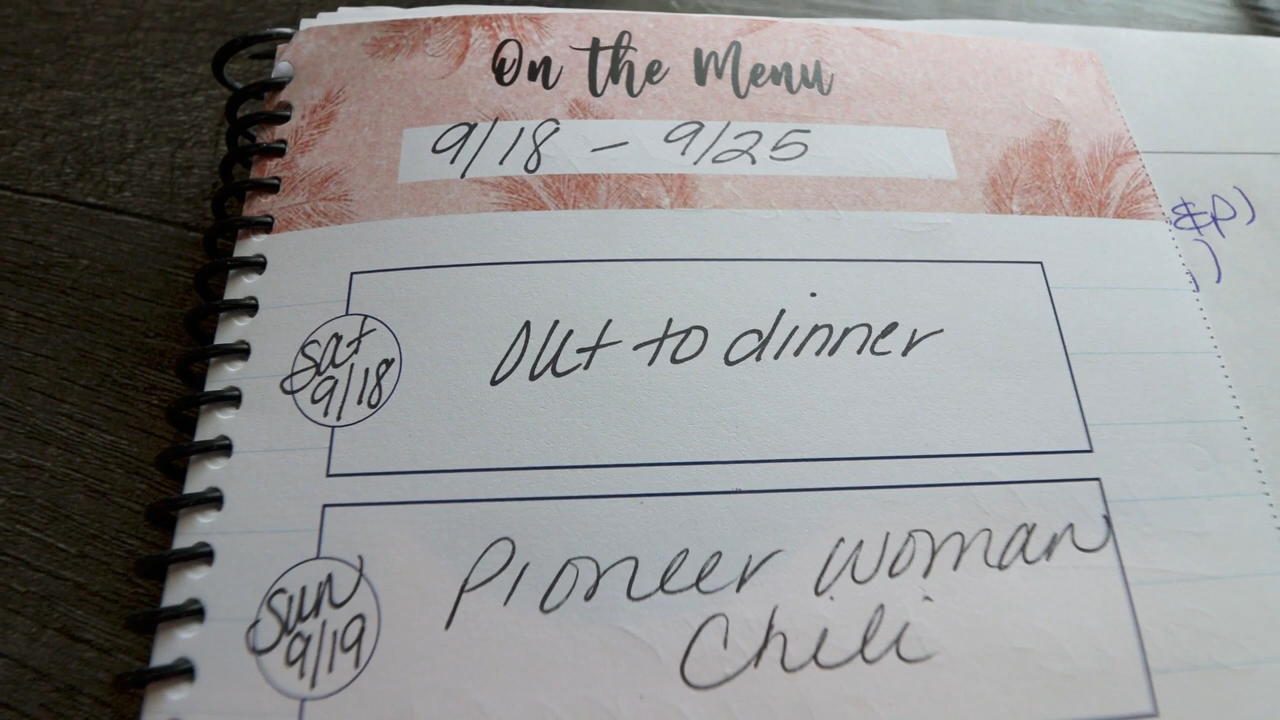 On the Menu
9/18 - 9/25
Sat
9/18
Out to dinner
Sun
9/19
Pioneer woman
Chili